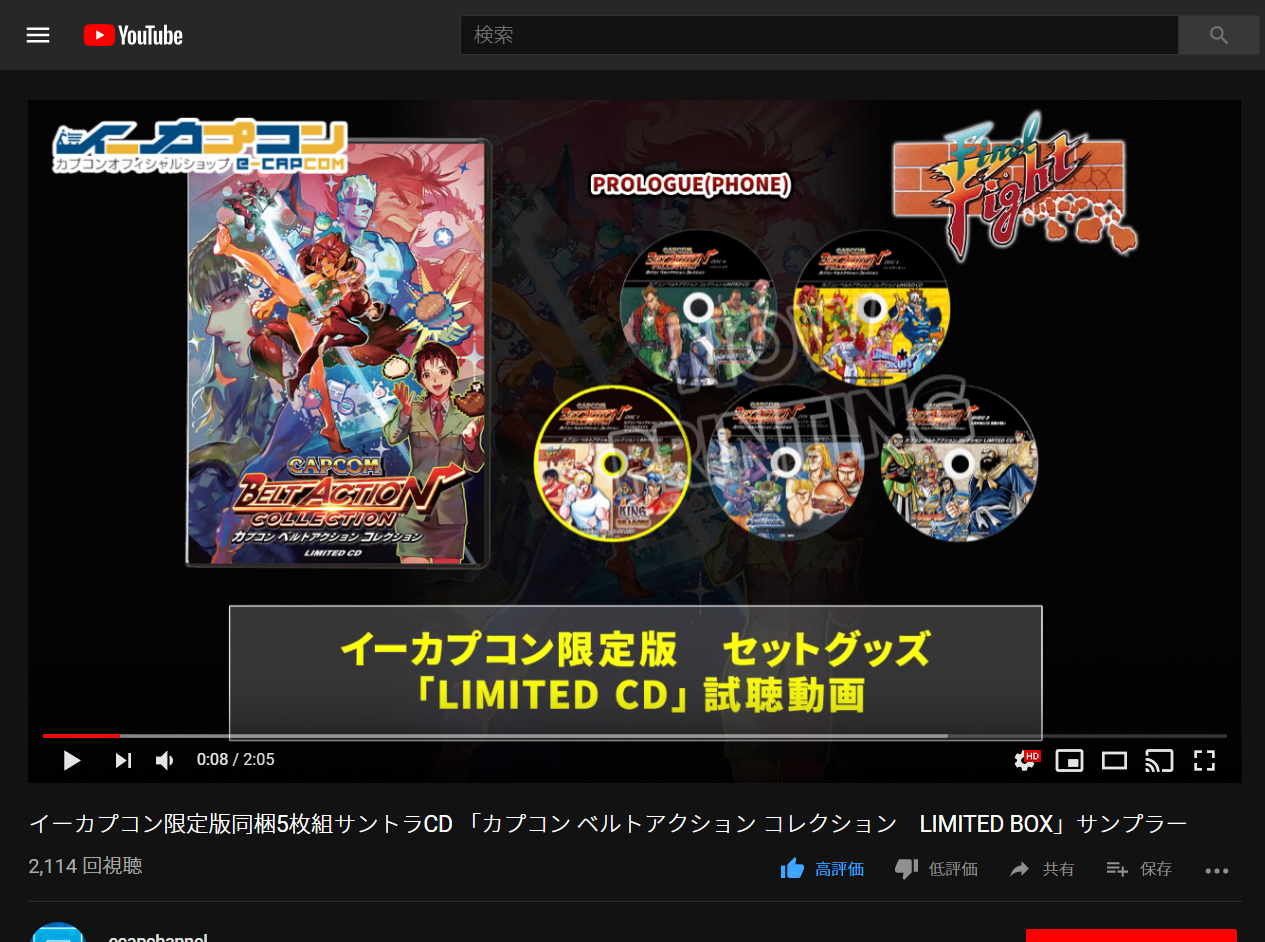 YouTube
検索
イーカプコン
カプコンオフィシャルショップ e-CAPCOM
PROLOGUE(PHONE)
Final
Fight
NOW
PRINTING
CAPCOM
BELT ACTION
COLLECTION
カプコン ベルトアクション コレクション
LIMITED CD
イーカプコン限定版 セットグッズ
「LIMITED CD」試聴動画
0:08 / 2:05
HD
イーカプコン限定版同梱5枚組サントラCD 「カプコン ベルトアクション コレクション LIMITED BOX」サンプラー
2,114 回視聴
高評価
低評価
共有
保存
ecapchannel